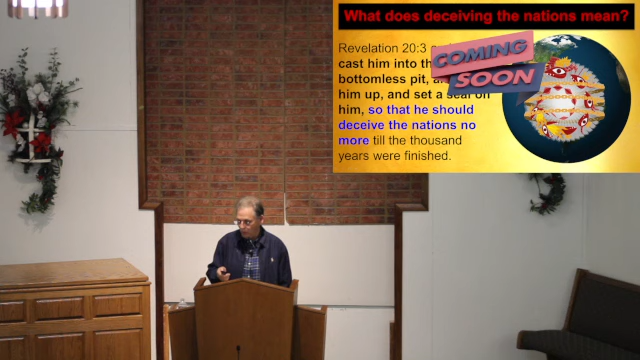 What does deceiving the nations mean?
Revelation 20:3
cast him into
bottomless pit,
him up, and set a seal on
him, so that he should
deceive the nations no
more till the thousand
years were finished.
COMING
SOON